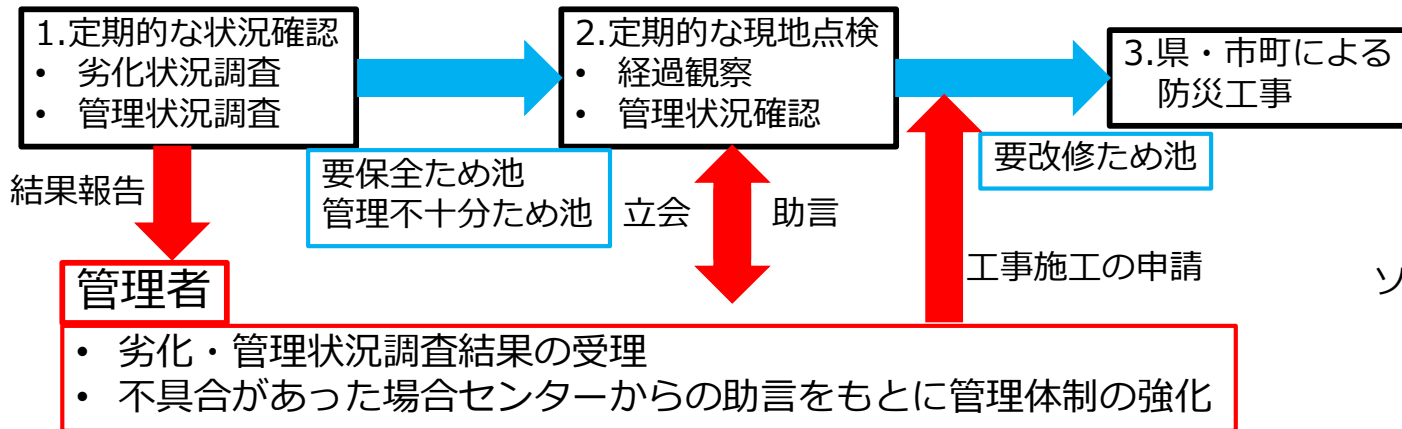 1.定期的な状況確認
• 劣化状況調査
• 管理状況調査
2.定期的な現地点検
• 経過観察
• 管理状況確認
3.県・市町による
防災工事
結果報告
要保全ため池
管理不十分ため池
立会
助言
要改修ため池
工事施工の申請
ソ
管理者
• 劣化・管理状況調査結果の受理
• 不具合があった場合センターからの助言をもとに管理体制の強化